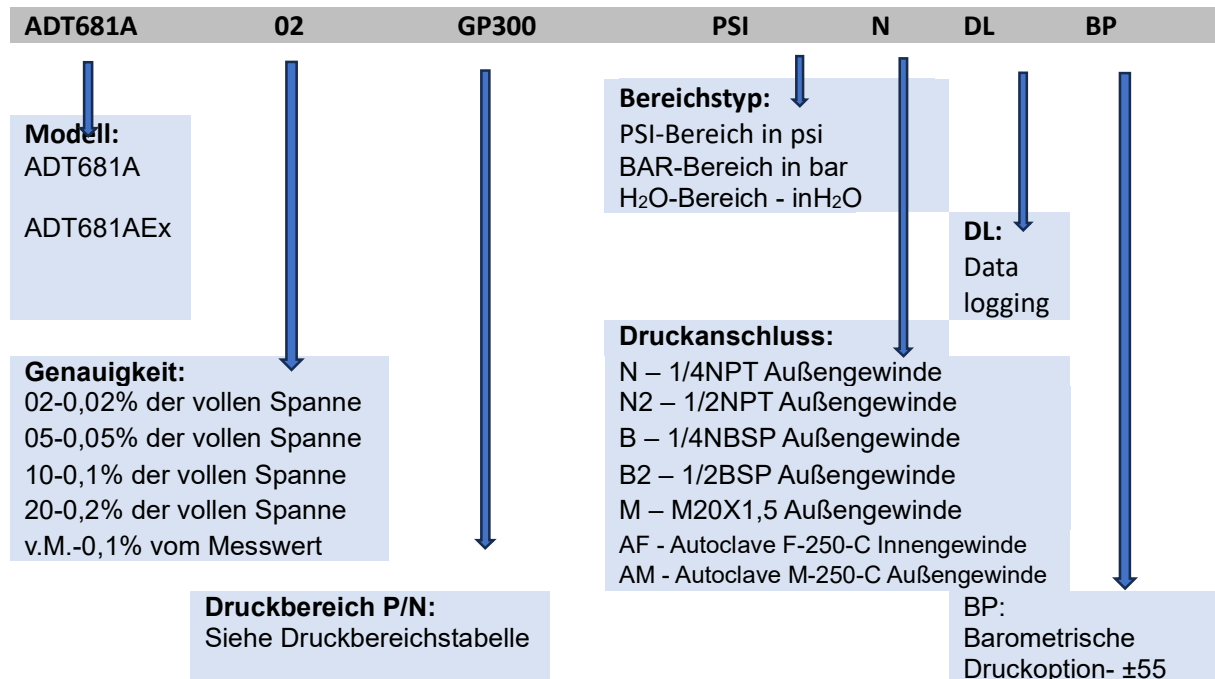 ADT681A 02 GP300 PSI N DL BP
Modell:
ADT681A
ADT681AEx
Genauigkeit:
02-0,02% der vollen Spanne
05-0,05% der vollen Spanne
10-0,1% der vollen Spanne
20-0,2% der vollen Spanne
v.M.-0,1% vom Messwert
Druckbereich P/N:
Siehe Druckbereichstabelle
Bereichstyp:
PSI-Bereich in psi
BAR-Bereich in bar
H₂O-Bereich - inH₂O
Druckanschluss:
N – 1/4NPT Außengewinde
N2 – 1/2NPT Außengewinde
B – 1/4NBSP Außengewinde
B2 – 1/2BSP Außengewinde
M – M20X1,5 Außengewinde
AF - Autoclave F-250-C Innengewinde
AM - Autoclave M-250-C Außengewinde
DL:
Data
logging
BP:
Barometrische
Druckoption- ±55